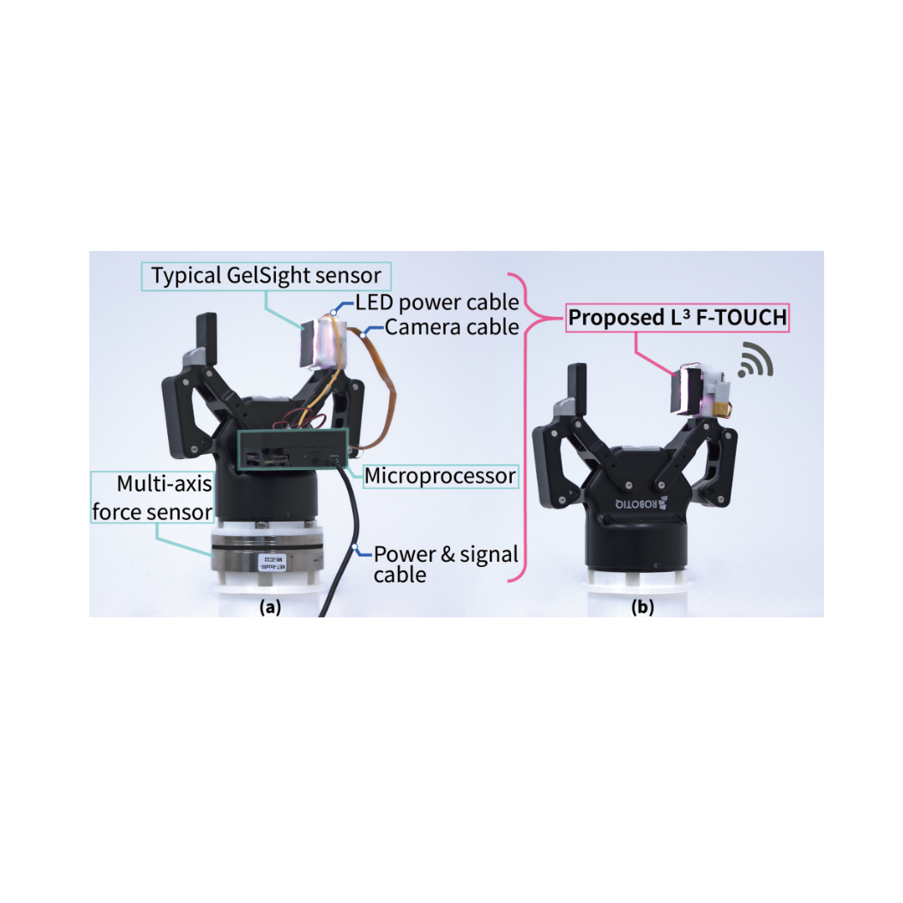 Typical GelSight sensor
LED power cable
Camera cable
Microprocessor
Multi-axis
force sensor
Power & signal
cable
(a)
Proposed L³ F-TOUCH
ROBOTIQ
(b)